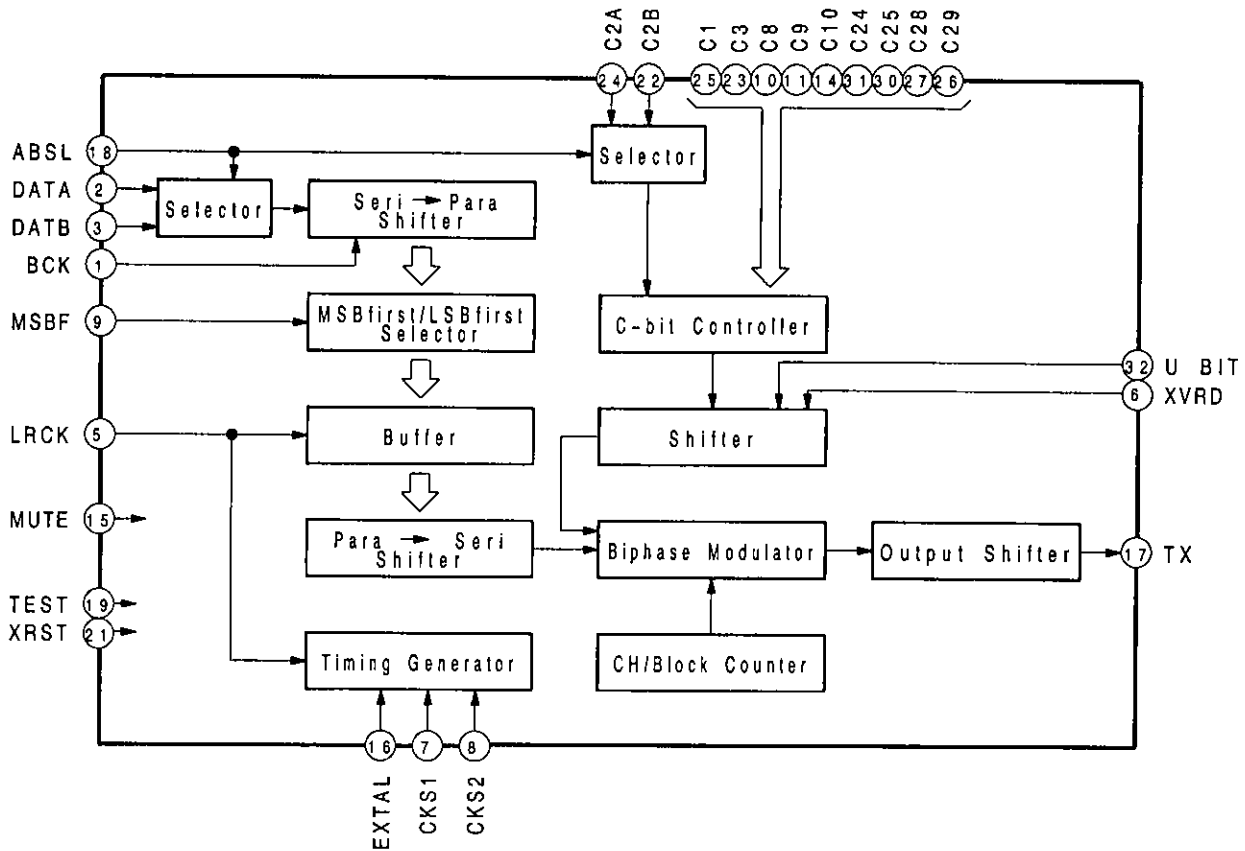 C2A C2B C1 C3 C8 C9 C10 C24 C25 C28 C29
24 22 25 23 10 11 14 31 30 27 26
ABSL 18
DATA 2
DATB 3
BCK 1
MSBF 9
LRCK 5
MUTE 15
TEST 19
XRST 21
Selector
Seri → Para
Shifter
MSBfirst/LSBfirst
Selector
Buffer
Para → Seri
Shifter
Timing Generator
Selector
C-bit Controller
Shifter
Biphase Modulator
Output Shifter
CH/Block Counter
32 U BIT
6 XVRD
17 TX
16 7 8
EXTAL CKS1 CKS2